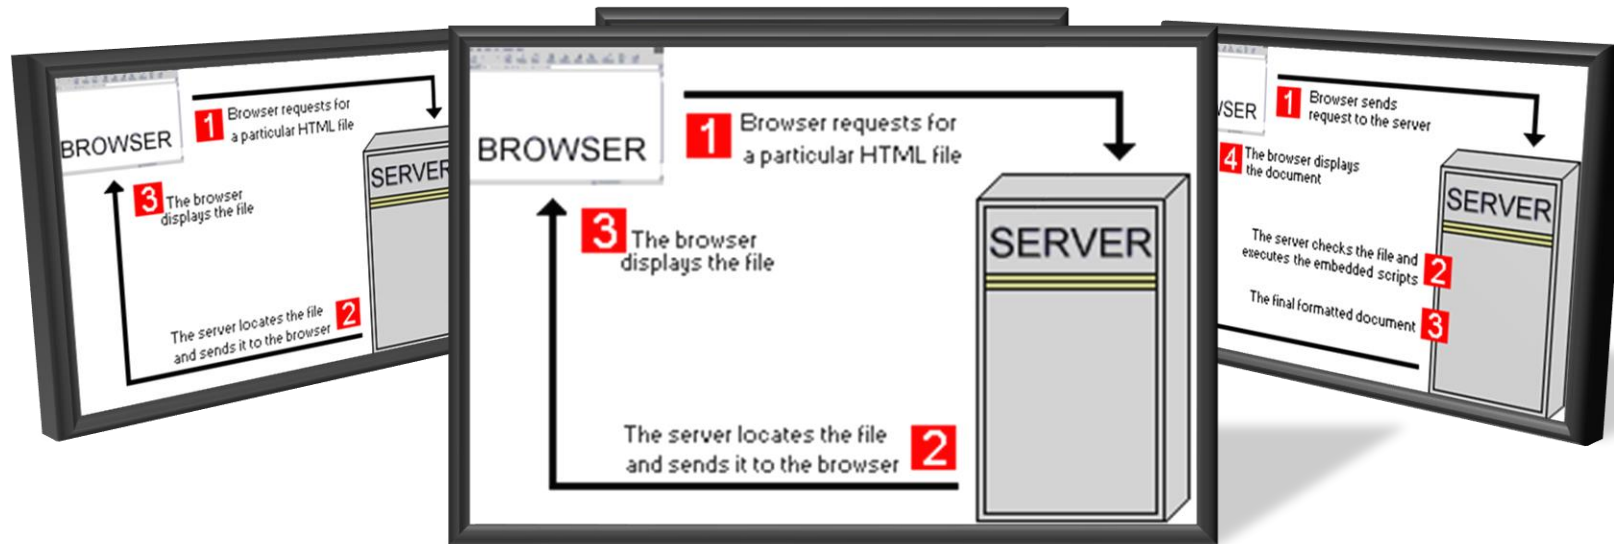 BROWSER
1 Browser requests for
a particular HTML file
SERVER
3 The browser
displays the file
The server locates the file 2
and sends it to the browser
BROWSER
1 Browser requests for
a particular HTML file
SERVER
3 The browser
displays the file
The server locates the file
and sends it to the browser 2
1 Browser sends
request to the server
4 The browser displays
the document
SERVER
The server checks the file and
executes the embedded scripts 2
The final formatted document 3